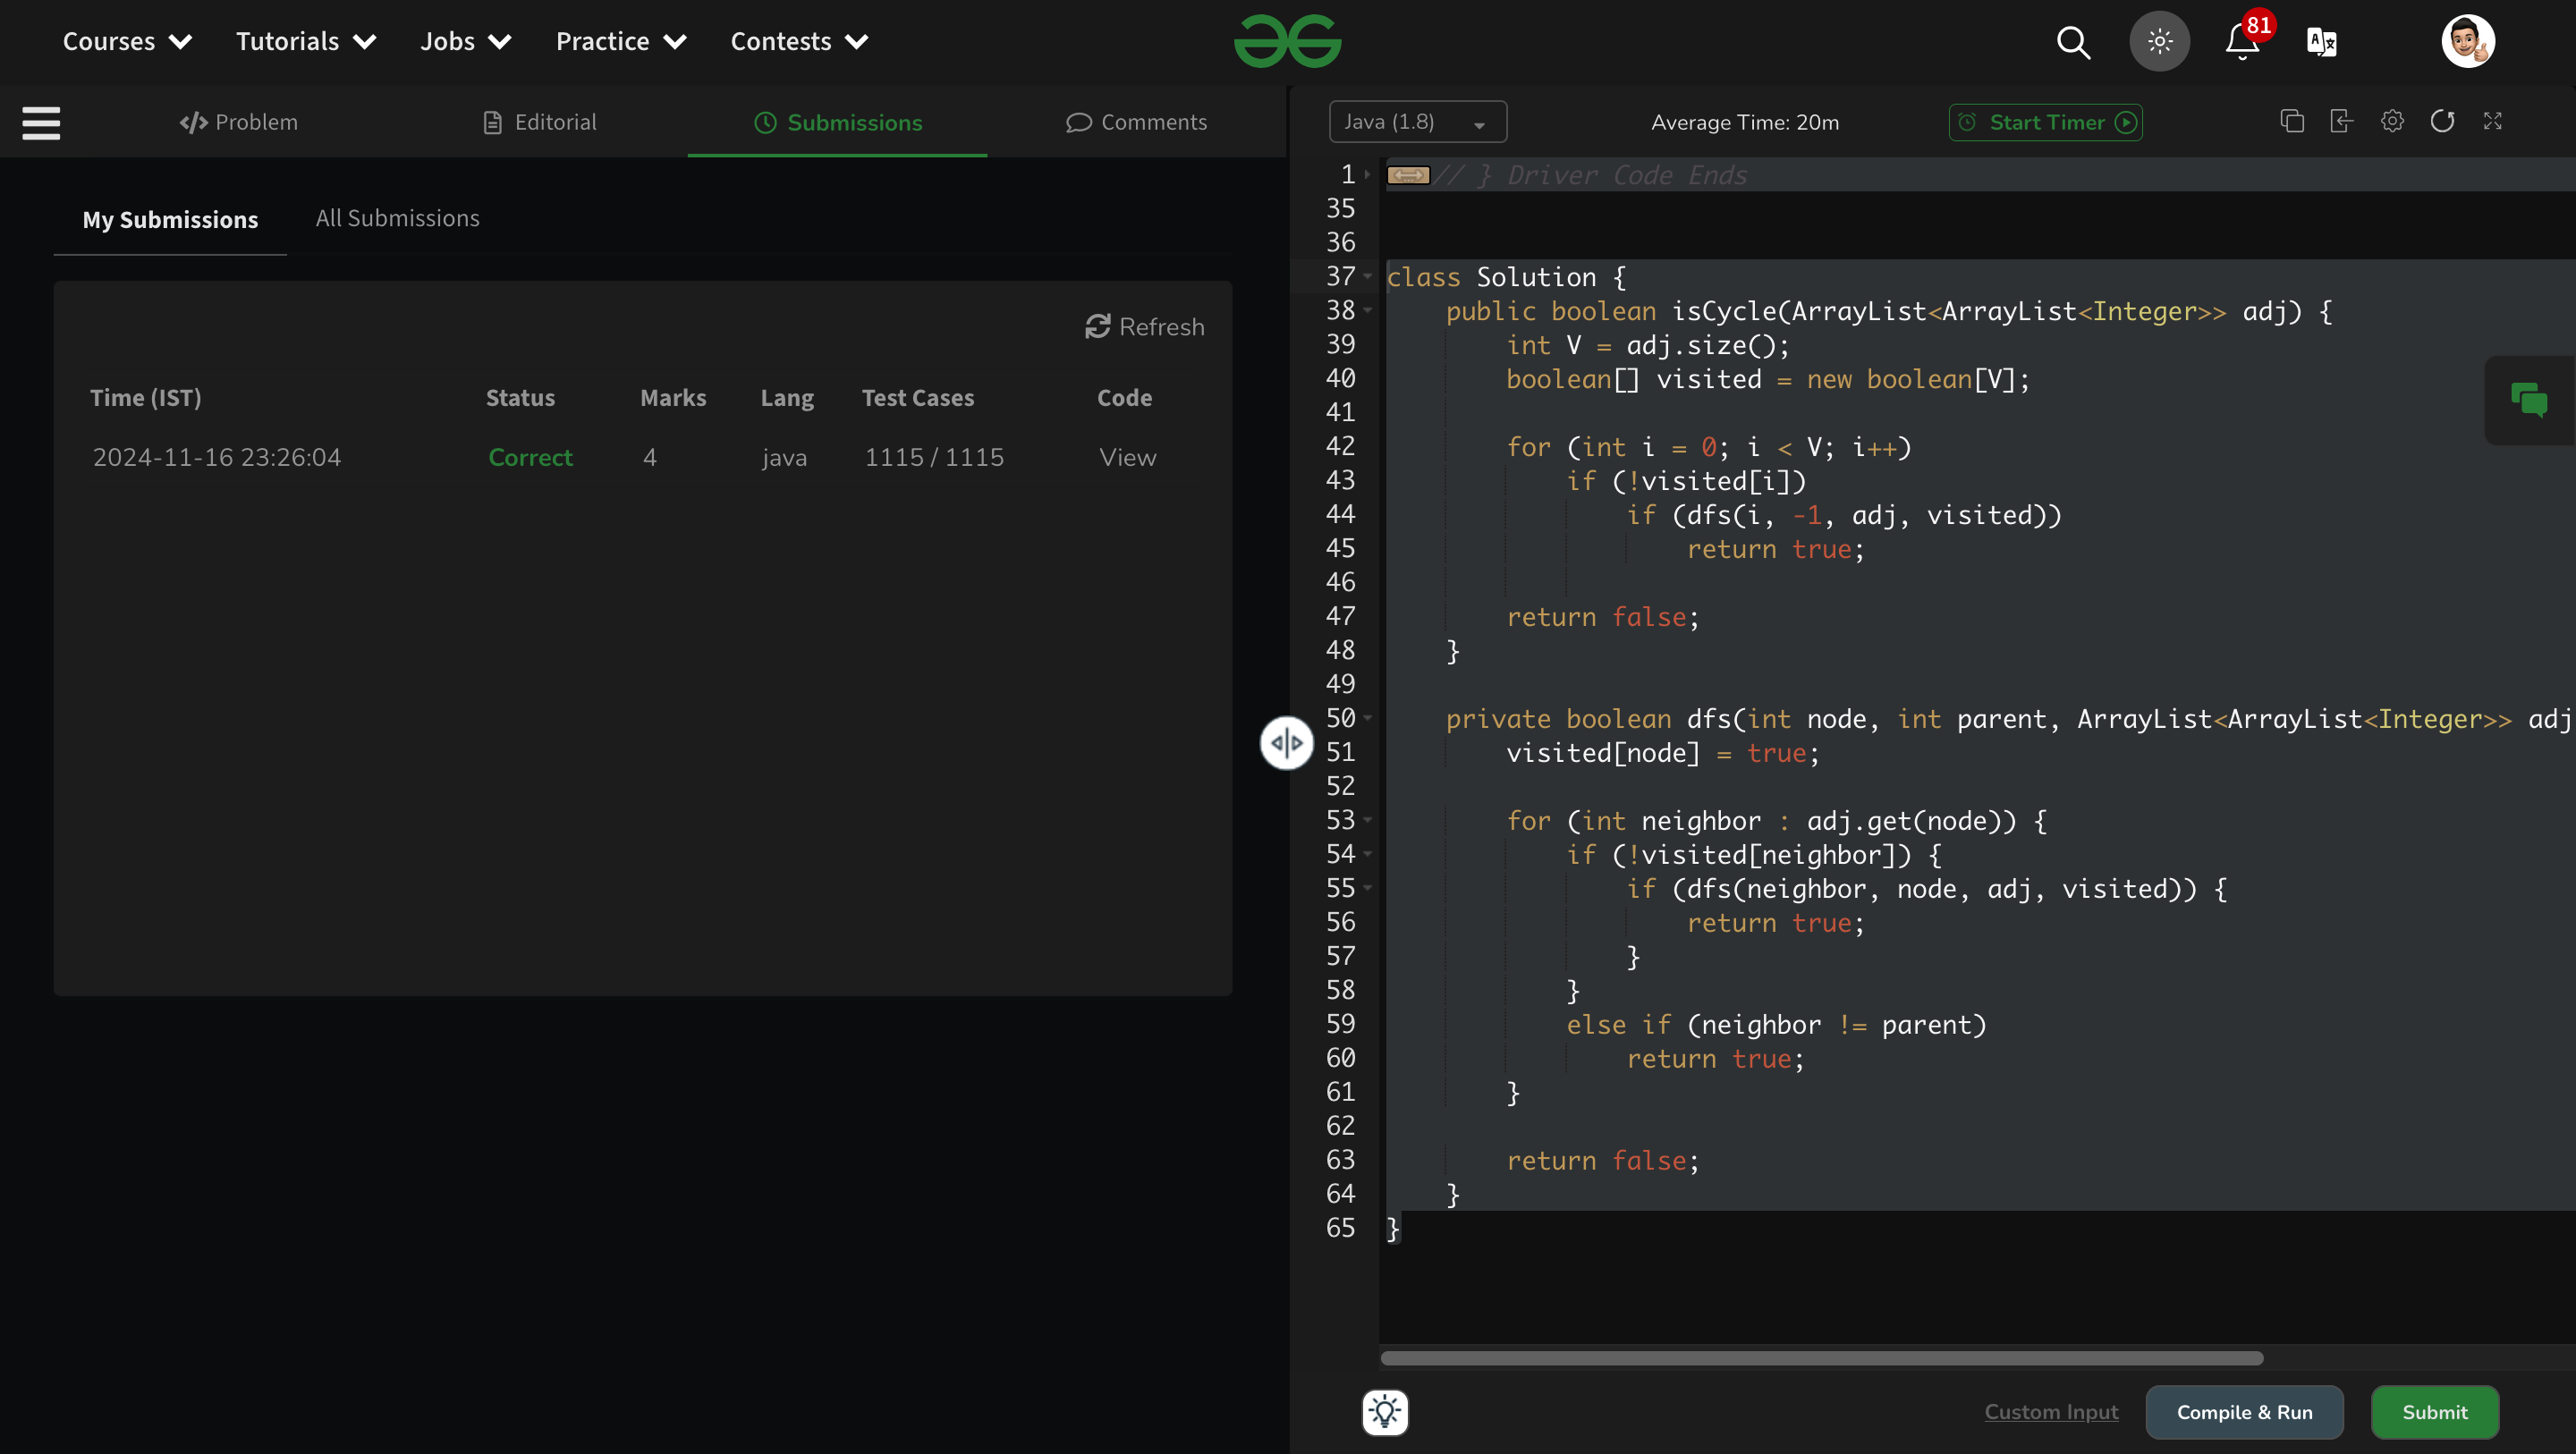 Courses Tutorials Jobs Practice Contests 81
Problem Editorial Submissions Comments
My Submissions All Submissions
Refresh
Time (IST) Status Marks Lang Test Cases Code
2024-11-16 23:26:04 Correct 4 java 1115 / 1115 View
Java (1.8) Average Time: 20m Start Timer
1 // } Driver Code Ends
35
36
37 class Solution {
38     public boolean isCycle(ArrayList<ArrayList<Integer>> adj) {
39         int V = adj.size();
40         boolean[] visited = new boolean[V];
41
42         for (int i = 0; i < V; i++)
43             if (!visited[i])
44                 if (dfs(i, -1, adj, visited))
45                     return true;
46
47         return false;
48     }
49
50     private boolean dfs(int node, int parent, ArrayList<ArrayList<Integer>> adj
51         visited[node] = true;
52
53         for (int neighbor : adj.get(node)) {
54             if (!visited[neighbor]) {
55                 if (dfs(neighbor, node, adj, visited)) {
56                     return true;
57                 }
58             }
59             else if (neighbor != parent)
60                 return true;
61         }
62
63         return false;
64     }
65 }
Custom Input Compile & Run Submit